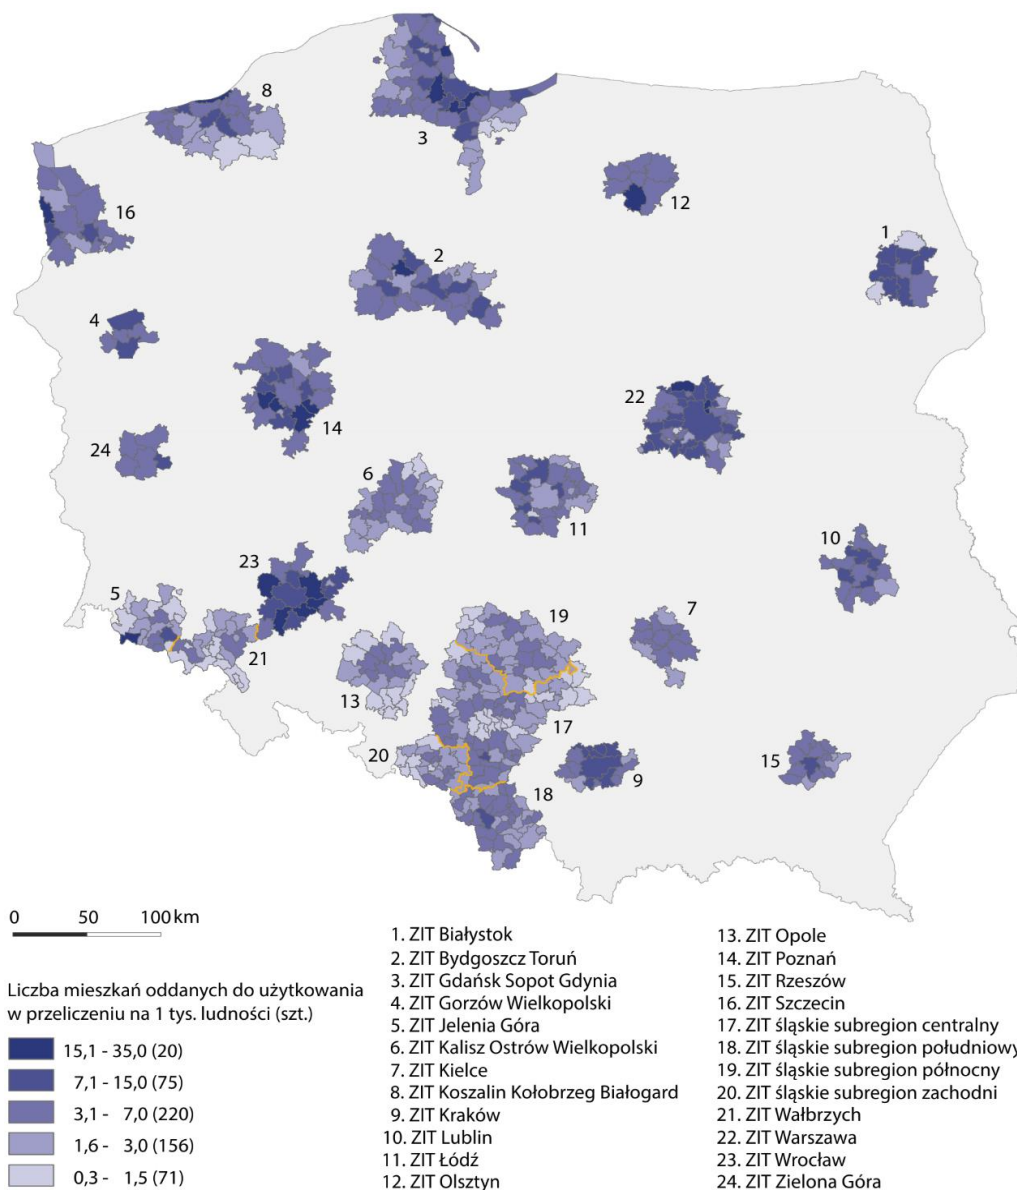 8
3
16
12
1
2
4
22
14
24
6
11
10
23
5
19
7
21
13
17
20
15
9
18
0 50 100 km
Liczba mieszkań oddanych do użytkowania
w przeliczeniu na 1 tys. ludności (szt.)
15,1 - 35,0 (20)
7,1 - 15,0 (75)
3,1 - 7,0 (220)
1,6 - 3,0 (156)
0,3 - 1,5 (71)
1. ZIT Białystok
2. ZIT Bydgoszcz Toruń
3. ZIT Gdańsk Sopot Gdynia
4. ZIT Gorzów Wielkopolski
5. ZIT Jelenia Góra
6. ZIT Kalisz Ostrów Wielkopolski
7. ZIT Kielce
8. ZIT Koszalin Kołobrzeg Białogard
9. ZIT Kraków
10. ZIT Lublin
11. ZIT Łódź
12. ZIT Olsztyn
13. ZIT Opole
14. ZIT Poznań
15. ZIT Rzeszów
16. ZIT Szczecin
17. ZIT śląskie subregion centralny
18. ZIT śląskie subregion południowy
19. ZIT śląskie subregion północny
20. ZIT śląskie subregion zachodni
21. ZIT Wałbrzych
22. ZIT Warszawa
23. ZIT Wrocław
24. ZIT Zielona Góra